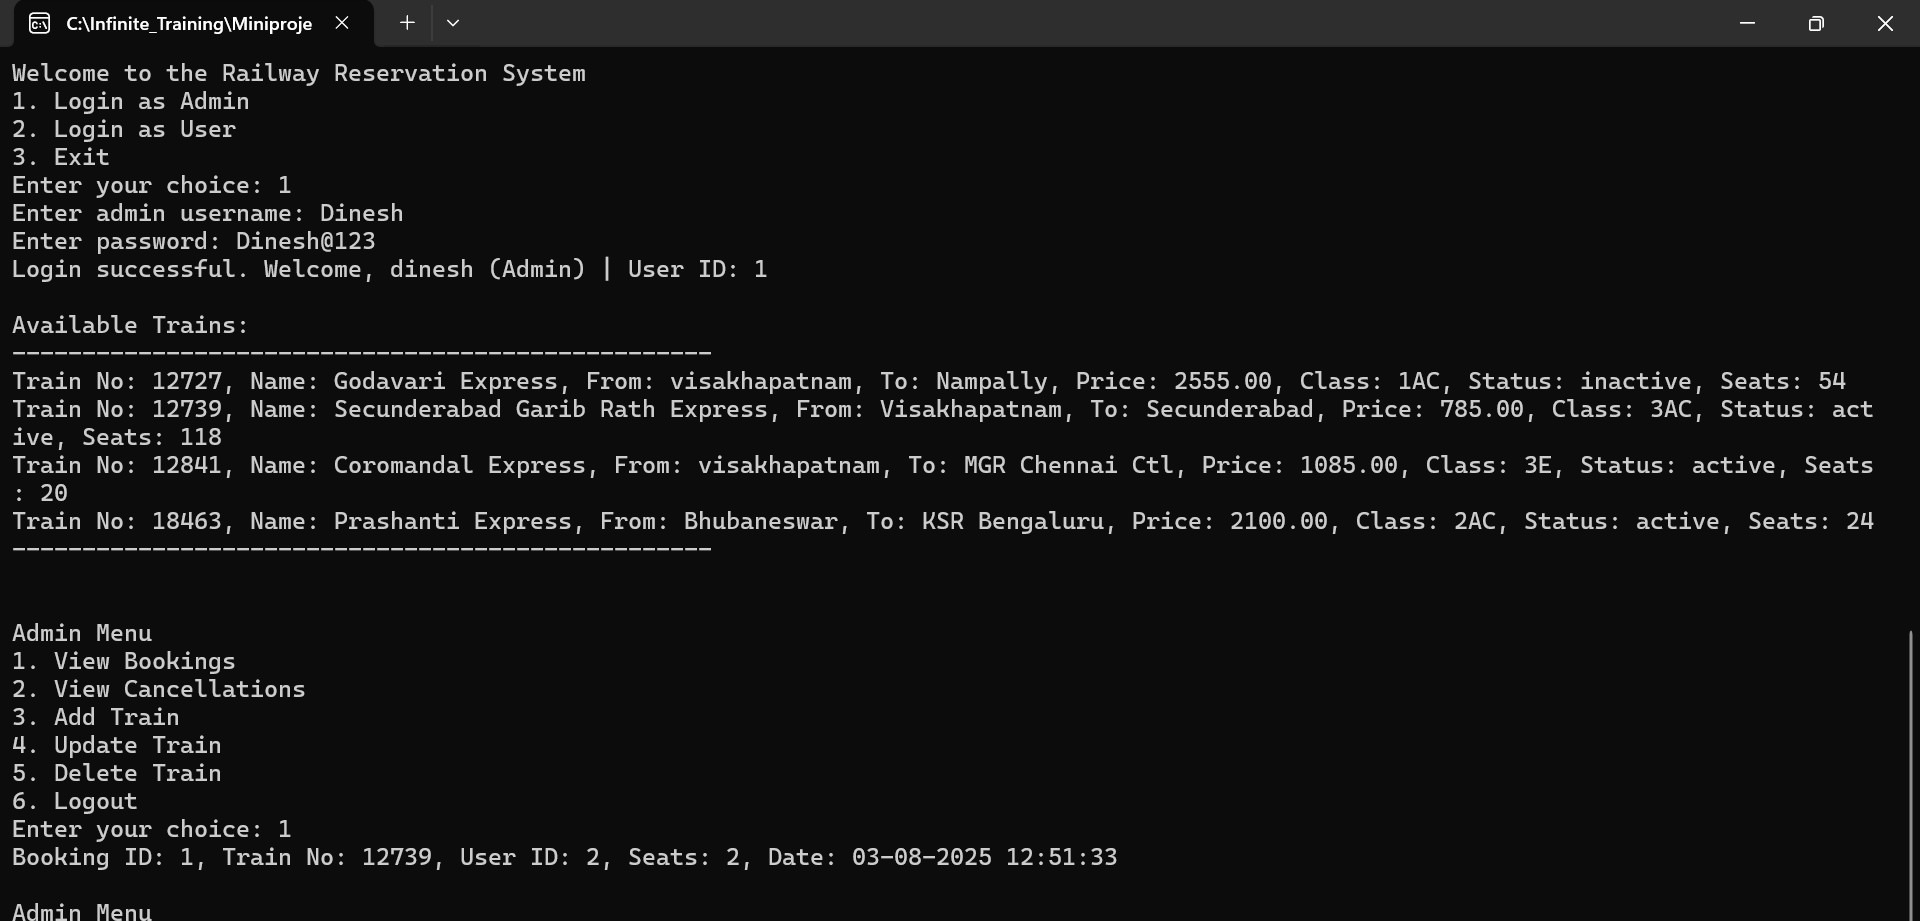 C:\Infinite_Training\Miniproje
Welcome to the Railway Reservation System
1. Login as Admin
2. Login as User
3. Exit
Enter your choice: 1
Enter admin username: Dinesh
Enter password: Dinesh@123
Login successful. Welcome, dinesh (Admin) | User ID: 1
Available Trains:
--------------------------------------------------
Train No: 12727, Name: Godavari Express, From: visakhapatnam, To: Nampally, Price: 2555.00, Class: 1AC, Status: inactive, Seats: 54
Train No: 12739, Name: Secunderabad Garib Rath Express, From: Visakhapatnam, To: Secunderabad, Price: 785.00, Class: 3AC, Status: act
ive, Seats: 118
Train No: 12841, Name: Coromandal Express, From: visakhapatnam, To: MGR Chennai Ctl, Price: 1085.00, Class: 3E, Status: active, Seats
: 20
Train No: 18463, Name: Prashanti Express, From: Bhubaneswar, To: KSR Bengaluru, Price: 2100.00, Class: 2AC, Status: active, Seats: 24
--------------------------------------------------
Admin Menu
1. View Bookings
2. View Cancellations
3. Add Train
4. Update Train
5. Delete Train
6. Logout
Enter your choice: 1
Booking ID: 1, Train No: 12739, User ID: 2, Seats: 2, Date: 03-08-2025 12:51:33
Admin Menu